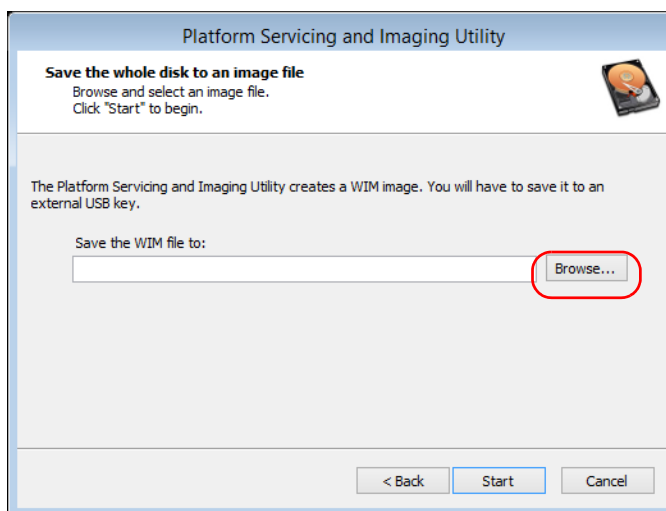 Platform Servicing and Imaging Utility
Save the whole disk to an image file
Browse and select an image file.
Click "Start" to begin.
The Platform Servicing and Imaging Utility creates a WIM image. You will have to save it to an
external USB key.
Save the WIM file to:
Browse...
< Back Start Cancel